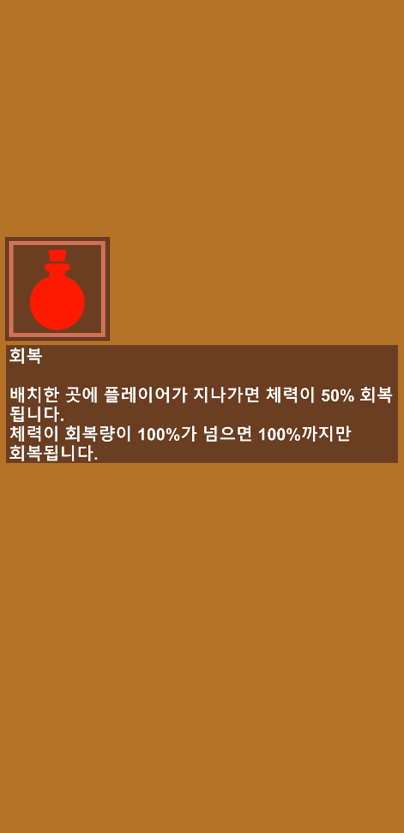 회복
배치한 곳에 플레이어가 지나가면 체력이 50% 회복
됩니다.
체력이 회복량이 100%가 넘으면 100%까지만
회복됩니다.